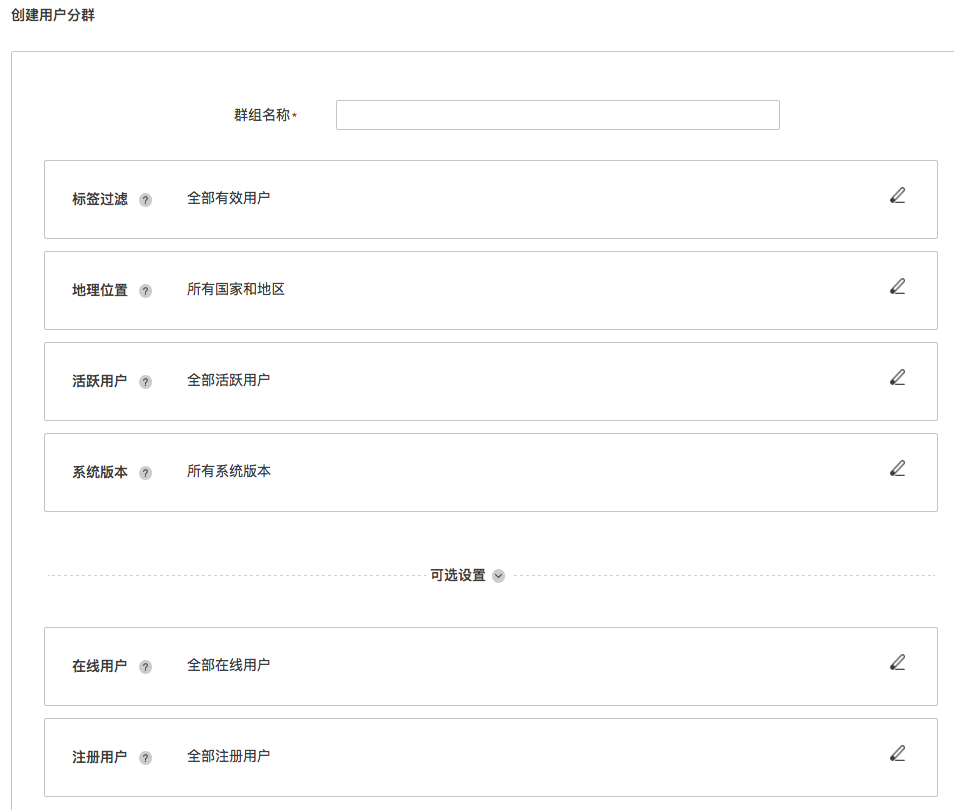 创建用户分群
群组名称*
标签过滤 ? 全部有效用户
地理位置 ? 所有国家和地区
活跃用户 ? 全部活跃用户
系统版本 ? 所有系统版本
可选设置
在线用户 ? 全部在线用户
注册用户 ? 全部注册用户